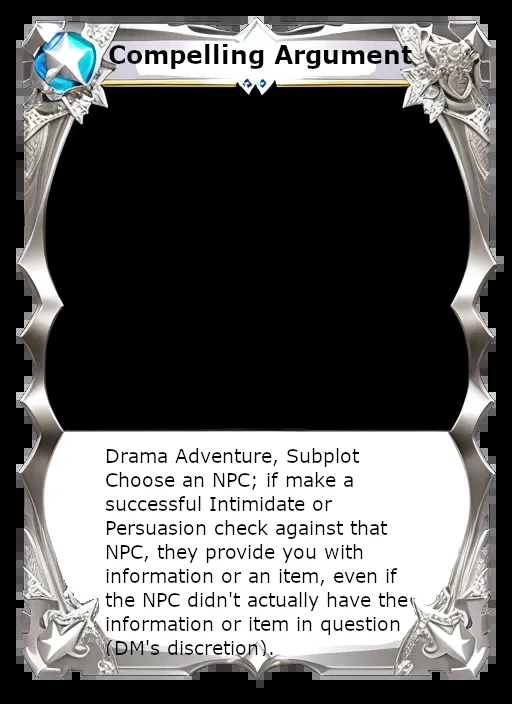 Compelling Argument
Drama Adventure, Subplot
Choose an NPC; if make a
successful Intimidate or
Persuasion check against that
NPC, they provide you with
information or an item, even if
the NPC didn't actually have the
information or item in question
(DM's discretion).